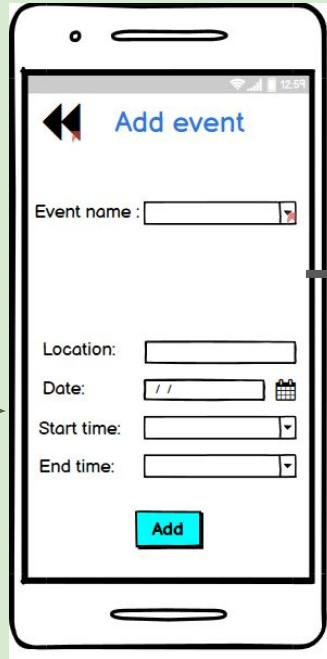 12:59
Add event
Event name :
Location:
Date: / /
Start time:
End time:
Add